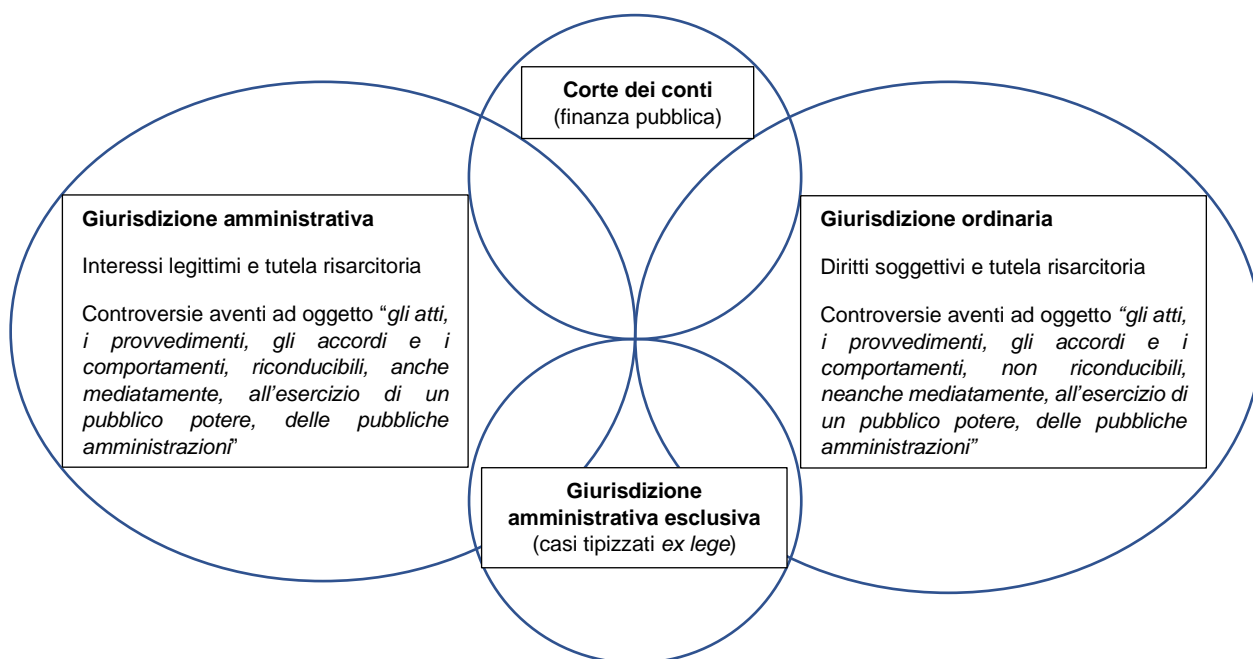 Corte dei conti
(finanza pubblica)
Giurisdizione amministrativa
Interessi legittimi e tutela risarcitoria
Controversie aventi ad oggetto “gli atti,
i provvedimenti, gli accordi e i
comportamenti, riconducibili, anche
mediatamente, all’esercizio di un
pubblico potere, delle pubbliche
amministrazioni”
Giurisdizione ordinaria
Diritti soggettivi e tutela risarcitoria
Controversie aventi ad oggetto “gli atti,
i provvedimenti, gli accordi e i
comportamenti, non riconducibili,
neanche mediatamente, all’esercizio di
un pubblico potere, delle pubbliche
amministrazioni”
Giurisdizione
amministrativa esclusiva
(casi tipizzati ex lege)